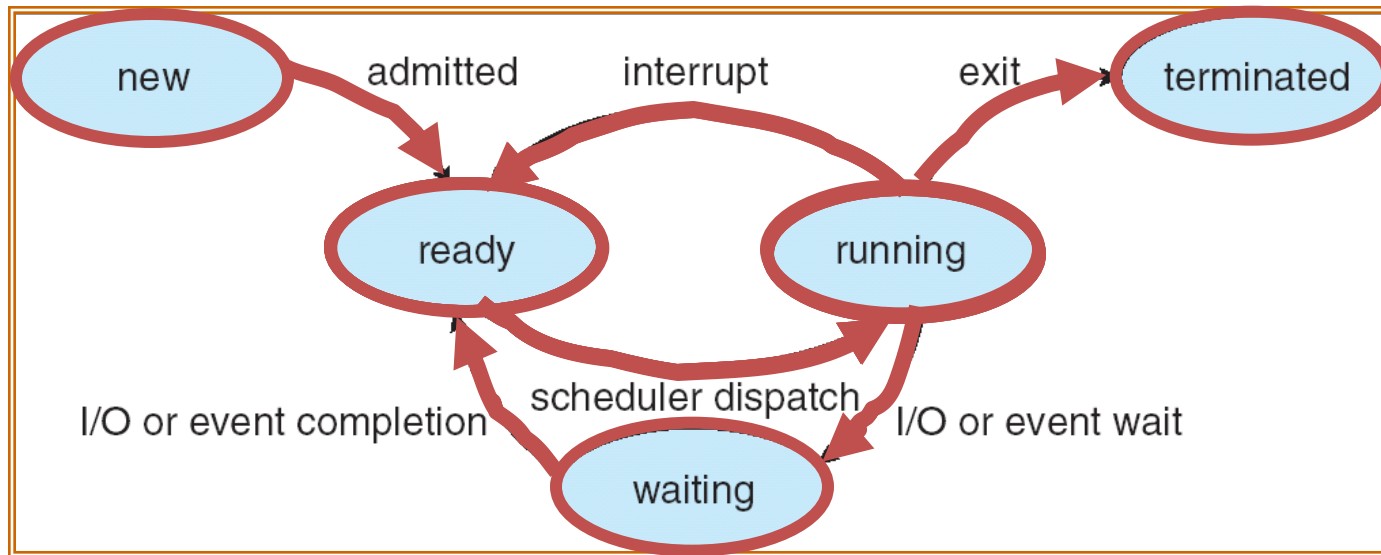 new
admitted
interrupt
exit
terminated
ready
running
scheduler dispatch
I/O or event completion
I/O or event wait
waiting